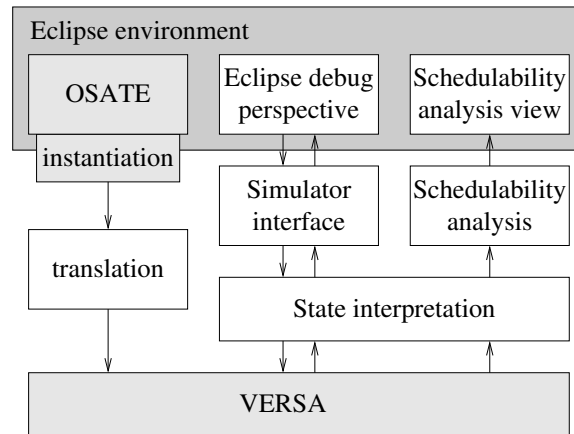 Eclipse environment
OSATE
instantiation
Eclipse debug
perspective
Schedulability
analysis view
Simulator
interface
Schedulability
analysis
translation
State interpretation
VERSA